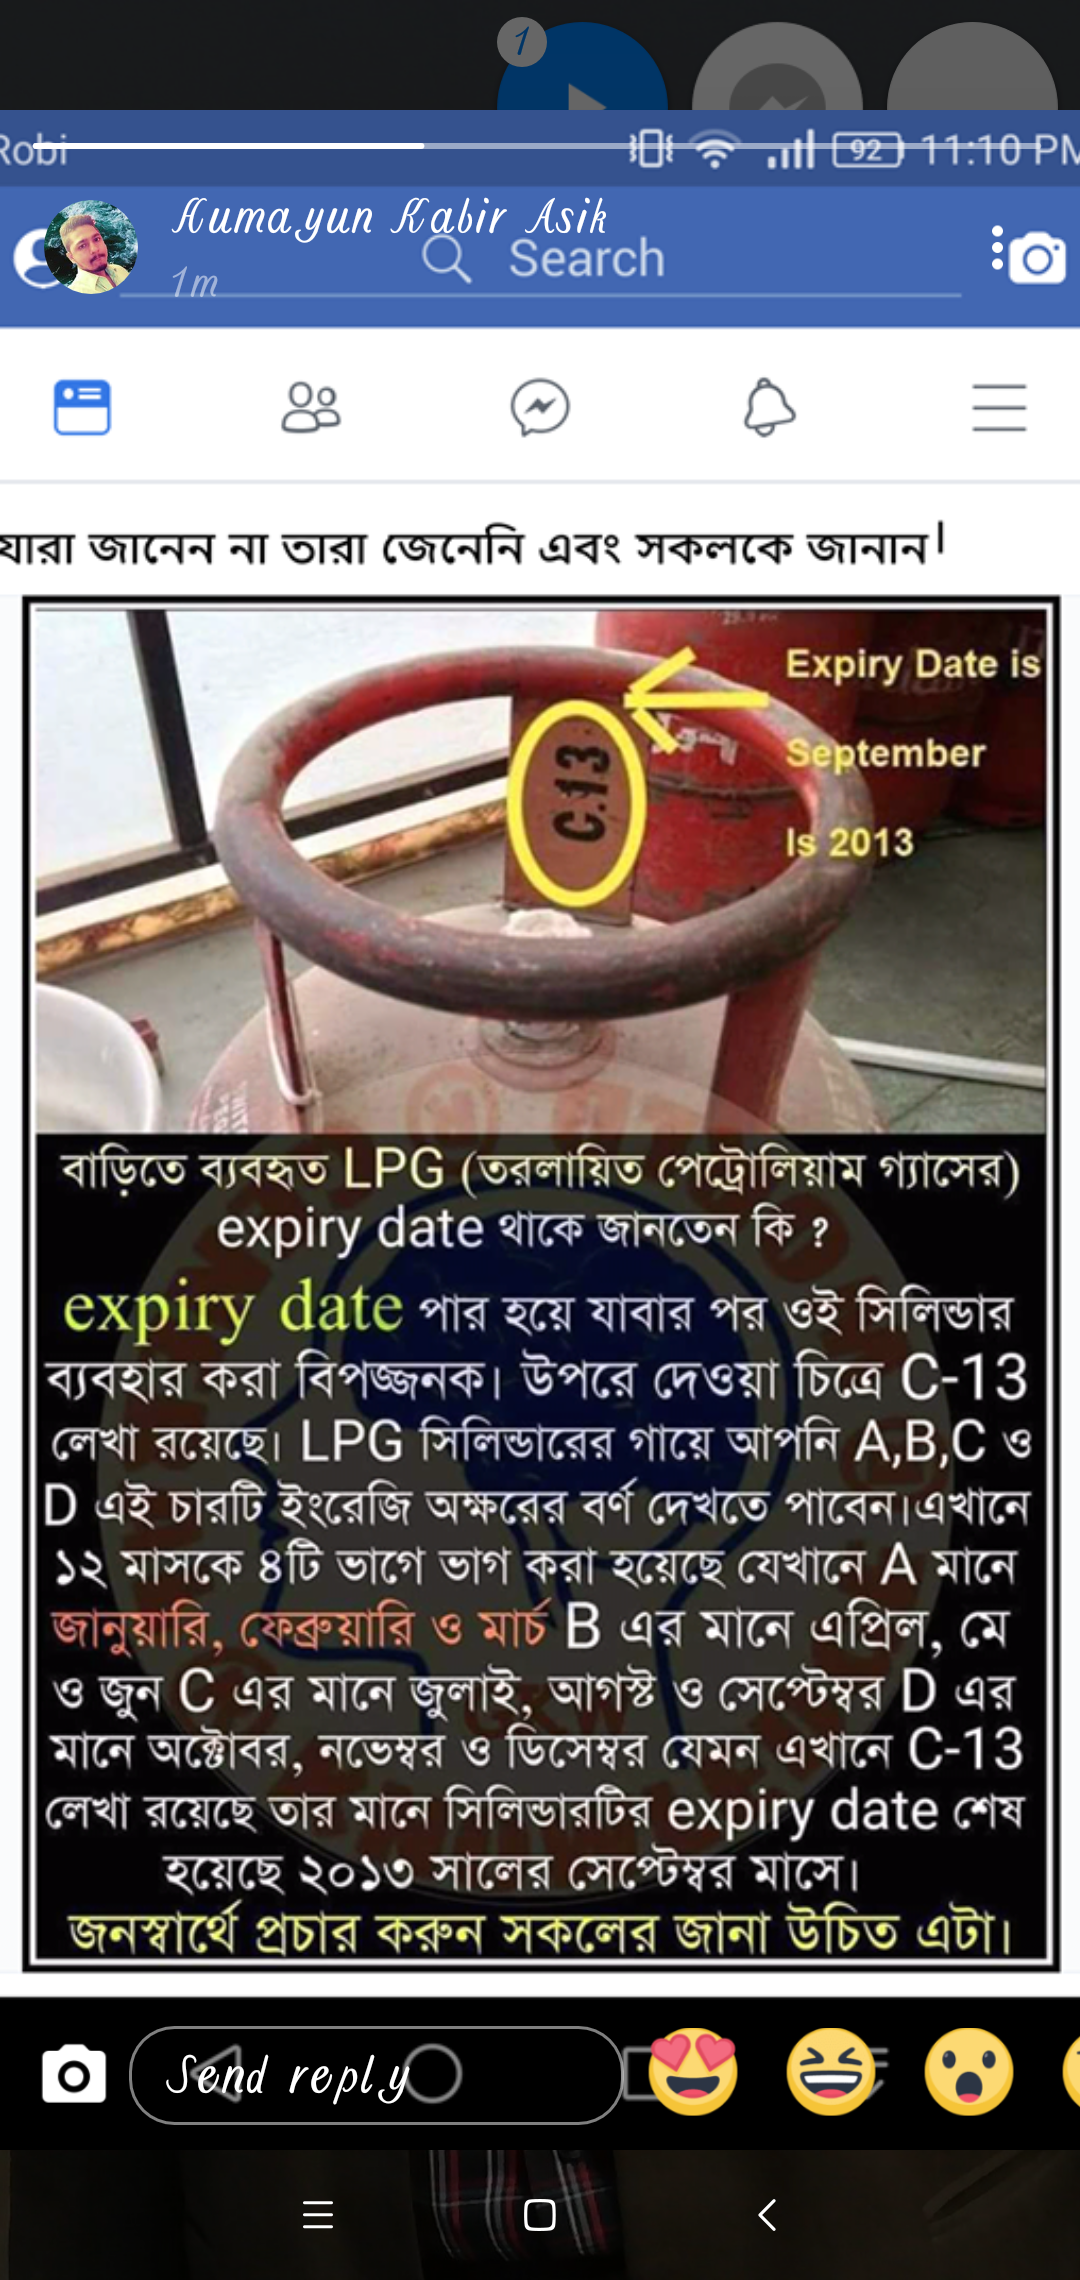 1
Robi
92
11:10 PM
Humayun Kabir Asik
1m
Search
যারা জানেন না তারা জেনেনি এবং সকলকে জানান।
Expiry Date is
September
Is 2013
C.13
বাড়িতে ব্যবহৃত LPG (তরলায়িত পেট্রোলিয়াম গ্যাসের)
expiry date থাকে জানতেন কি ?
expiry date পার হয়ে যাবার পর ওই সিলিন্ডার
ব্যবহার করা বিপজ্জনক। উপরে দেওয়া চিত্রে C-13
লেখা রয়েছে। LPG সিলিন্ডারের গায়ে আপনি A,B,C ও
D এই চারটি ইংরেজি অক্ষরের বর্ণ দেখতে পাবেন।এখানে
১২ মাসকে ৪টি ভাগে ভাগ করা হয়েছে যেখানে A মানে
জানুয়ারি, ফেব্রুয়ারি ও মার্চ B এর মানে এপ্রিল, মে
ও জুন C এর মানে জুলাই, আগস্ট ও সেপ্টেম্বর D এর
মানে অক্টোবর, নভেম্বর ও ডিসেম্বর যেমন এখানে C-13
লেখা রয়েছে তার মানে সিলিন্ডারটির expiry date শেষ
হয়েছে ২০১৩ সালের সেপ্টেম্বর মাসে।
জনস্বার্থে প্রচার করুন সকলের জানা উচিত এটা।
Send reply